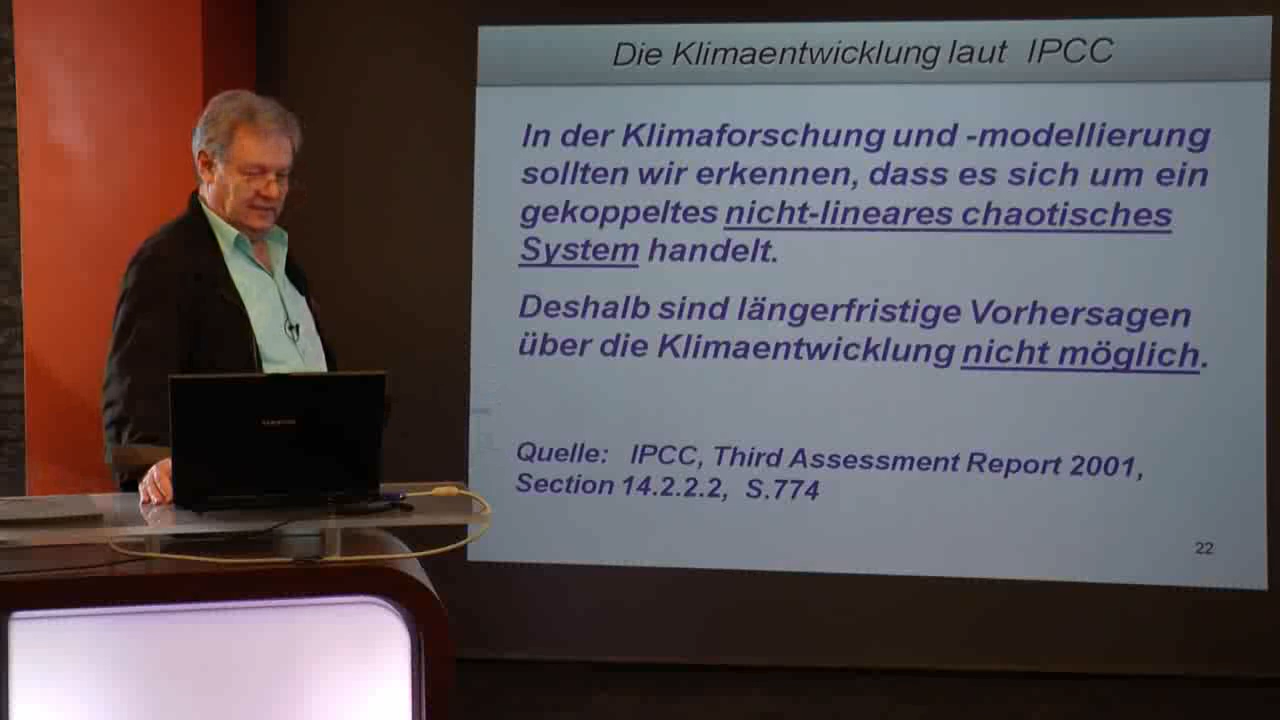 Die Klimaentwicklung laut IPCC
In der Klimaforschung und -modellierung
sollten wir erkennen, dass es sich um ein
gekoppeltes nicht-lineares chaotisches
System handelt.
Deshalb sind längerfristige Vorhersagen
über die Klimaentwicklung nicht möglich.
Quelle: IPCC, Third Assessment Report 2001,
Section 14.2.2.2, S.774
22
SAMSUNG